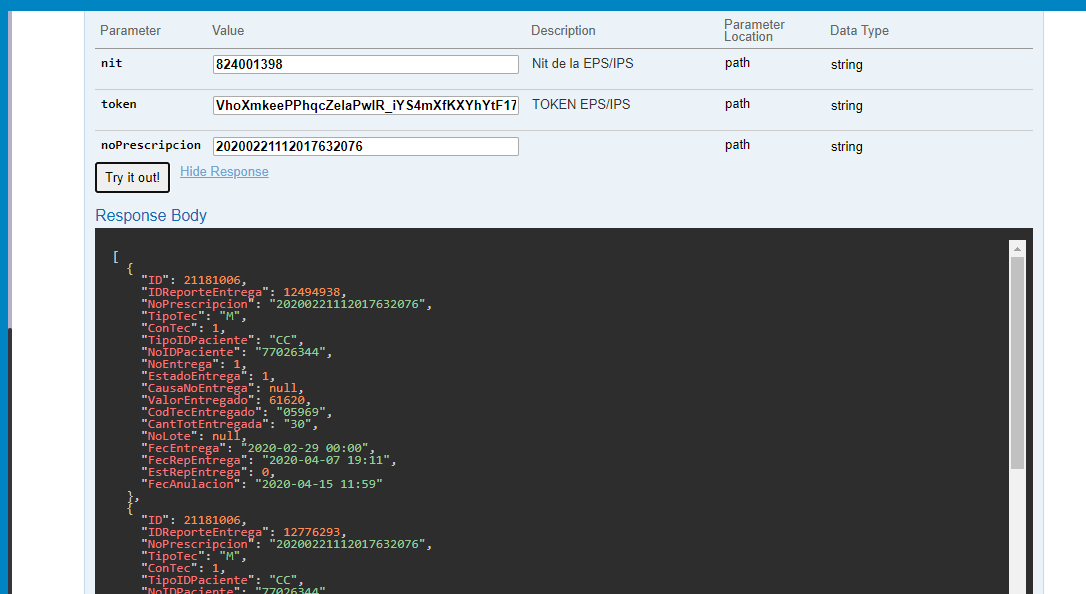 Parameter Value Description Parameter Location Data Type
nit 824001398 Nit de la EPS/IPS path string
token VhoXmkeePPhqcZelaPwlR_iYS4mXfKXYhYtF17 TOKEN EPS/IPS path string
noPrescripcion 20200221112017632076 path string
Try it out! Hide Response
Response Body
[
{
"ID": 21181006,
"IDReporteEntrega": 12494938,
"NoPrescripcion": "20200221112017632076",
"TipoTec": "M",
"ConTec": 1,
"TipoIDPaciente": "CC",
"NoIDPaciente": "77026344",
"NoEntrega": 1,
"EstadoEntrega": 1,
"CausaNoEntrega": null,
"ValorEntregado": 61620,
"CodTecEntregado": "05969",
"CantTotEntregada": "30",
"NoLote": null,
"FecEntrega": "2020-02-29 00:00",
"FecRepEntrega": "2020-04-07 19:11",
"EstRepEntrega": 0,
"FecAnulacion": "2020-04-15 11:59"
},
{
"ID": 21181006,
"IDReporteEntrega": 12776293,
"NoPrescripcion": "20200221112017632076",
"TipoTec": "M",
"ConTec": 1,
"TipoIDPaciente": "CC",
"NoIDPaciente": "77026344"